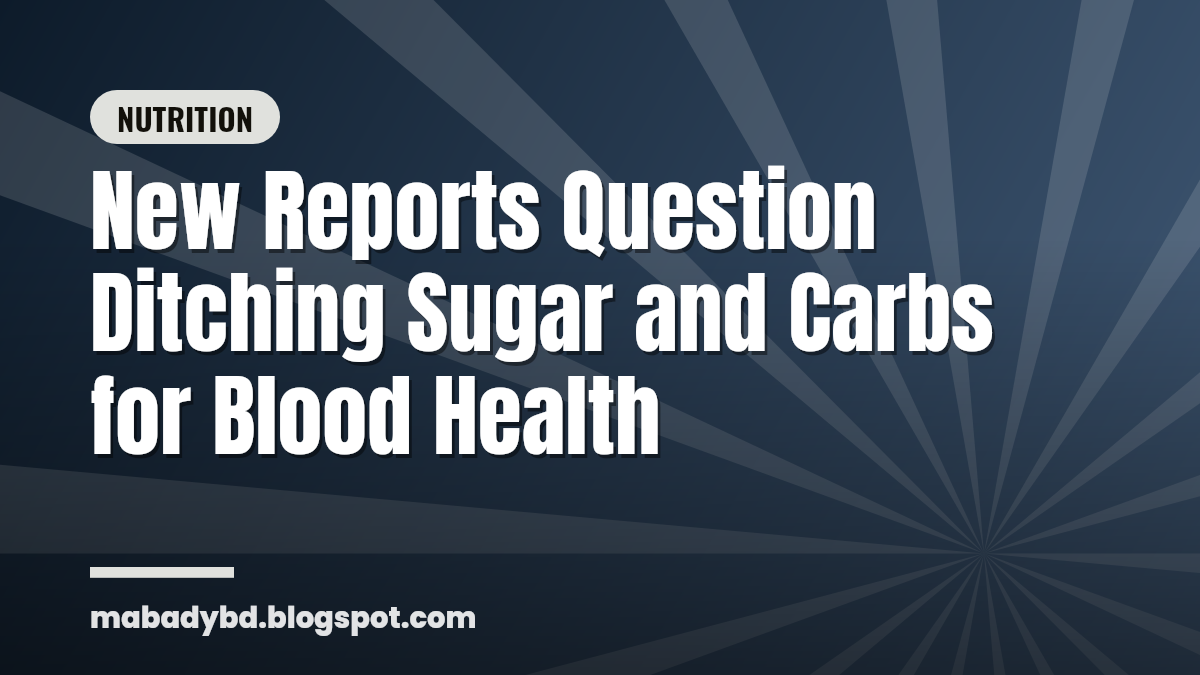 NUTRITION
New Reports Question
Ditching Sugar and Carbs
for Blood Health
mabadybd.blogspot.com